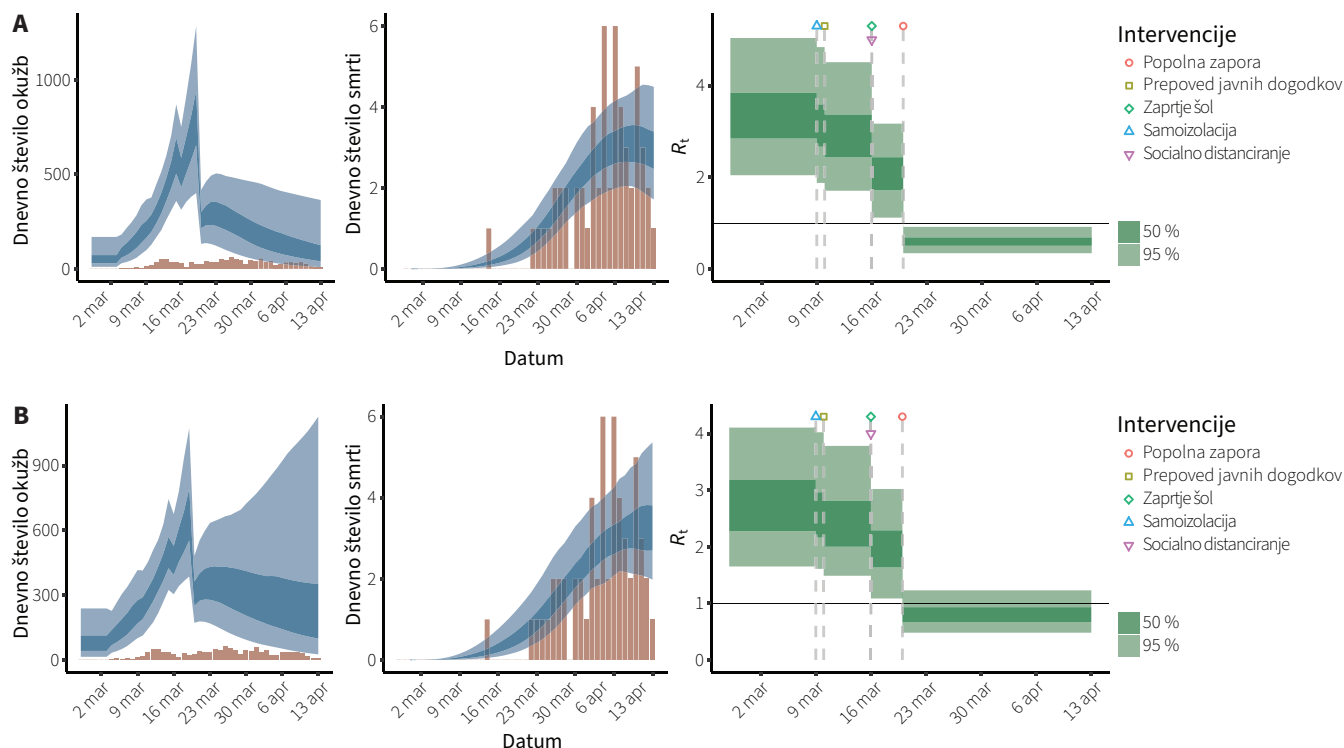 A
Dnevno število okužb
1000
500
0
2 mar
9 mar
16 mar
23 mar
30 mar
6 apr
13 apr
Dnevno število smrti
6
4
2
0
2 mar
9 mar
16 mar
23 mar
30 mar
6 apr
13 apr
Datum
Rt
4
2
1
0
2 mar
9 mar
16 mar
23 mar
30 mar
6 apr
13 apr
Intervencije
Popolna zapora
Prepoved javnih dogodkov
Zaprtje šol
Samoizolacija
Socialno distanciranje
50 %
95 %
B
Dnevno število okužb
900
600
300
0
2 mar
9 mar
16 mar
23 mar
30 mar
6 apr
13 apr
Dnevno število smrti
6
4
2
0
2 mar
9 mar
16 mar
23 mar
30 mar
6 apr
13 apr
Datum
Rt
4
3
2
1
0
2 mar
9 mar
16 mar
23 mar
30 mar
6 apr
13 apr
Intervencije
Popolna zapora
Prepoved javnih dogodkov
Zaprtje šol
Samoizolacija
Socialno distanciranje
50 %
95 %